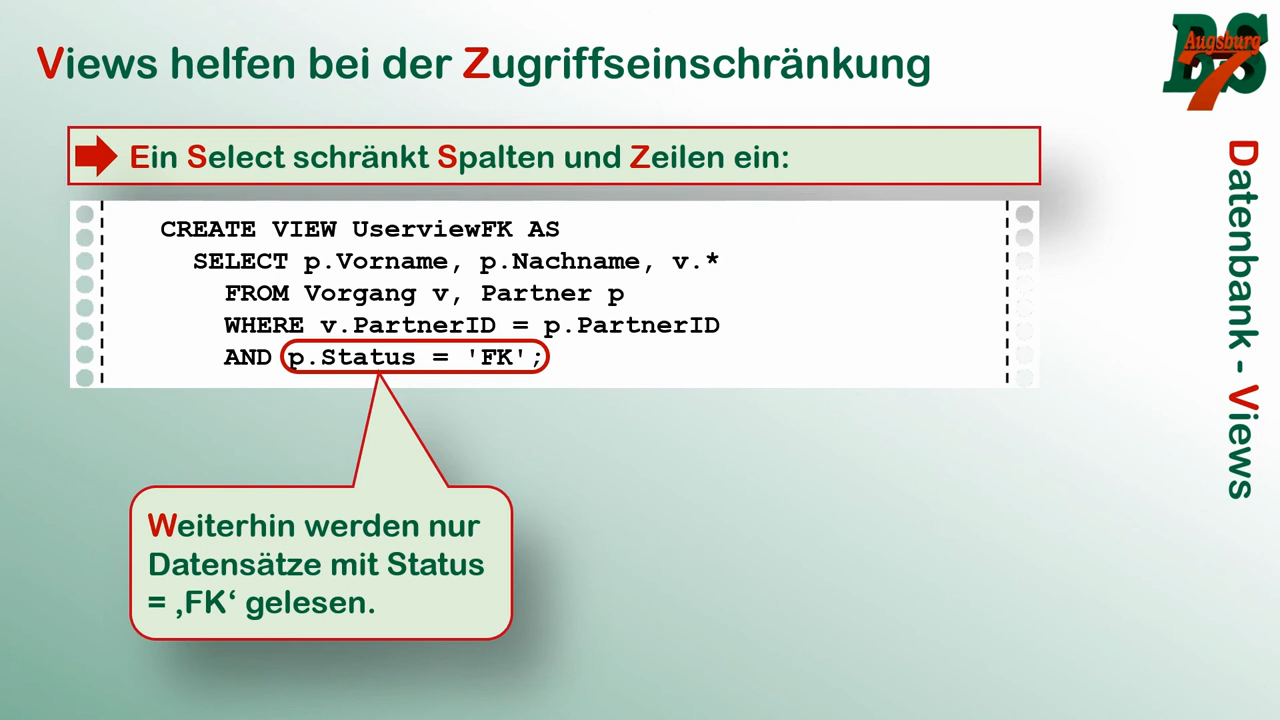 Views helfen bei der Zugriffseinschränkung
Ein Select schränkt Spalten und Zeilen ein:
CREATE VIEW UserviewFK AS
SELECT p.Vorname, p.Nachname, v.*
FROM Vorgang v, Partner p
WHERE v.PartnerID = p.PartnerID
AND p.Status = 'FK';
Weiterhin werden nur
Datensätze mit Status
= ‚FK‘ gelesen.
BS
Augsburg
7
Datenbank - Views